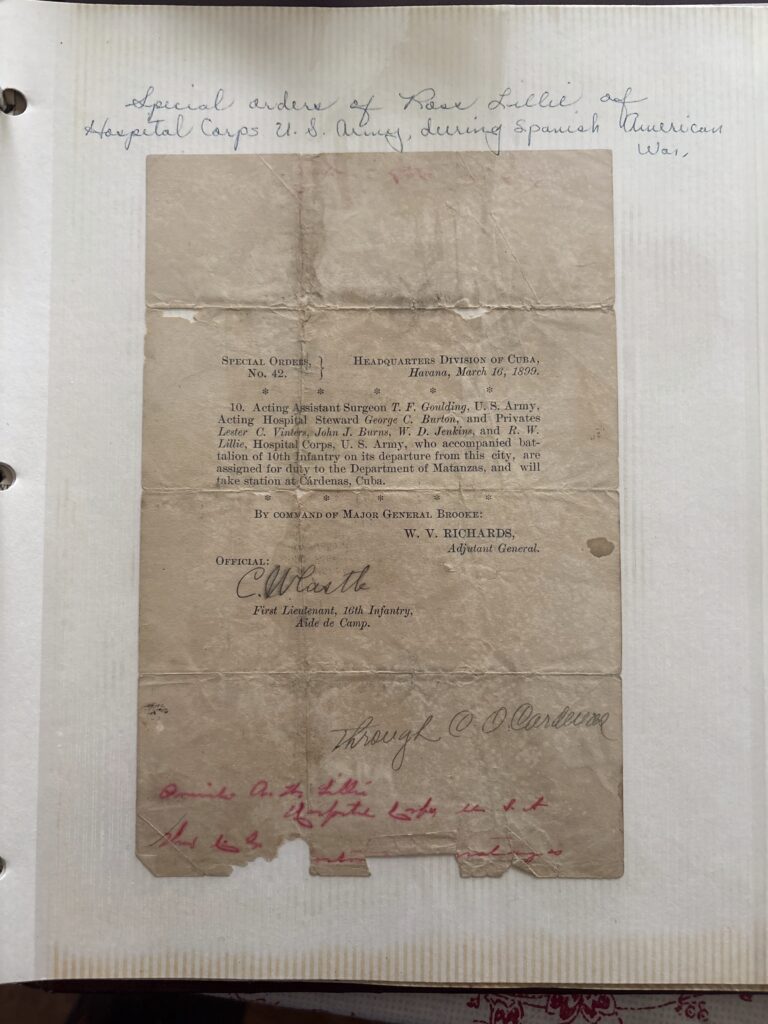 Special orders of Ross Lillie of
Hospital Corps U. S. Army, during Spanish American
War.
Special Orders,
No. 42.
}
Headquarters Division of Cuba,
Havana, March 16, 1899.
* * * * *
10. Acting Assistant Surgeon T. F. Goulding, U. S. Army,
Acting Hospital Steward George C. Burton, and Privates
Lester C. Vinters, John J. Burns, W. D. Jenkins, and R. W.
Lillie, Hospital Corps, U. S. Army, who accompanied bat-
talion of 10th Infantry on its departure from this city, are
assigned for duty to the Department of Matanzas, and will
take station at Cárdenas, Cuba.
* * * * *
By command of Major General Brooke:
W. V. RICHARDS,
Adjutant General.
Official:
First Lieutenant, 16th Infantry,
Aide de Camp.
Through C O Cardenas
Lillie
Hospital Corps U S A